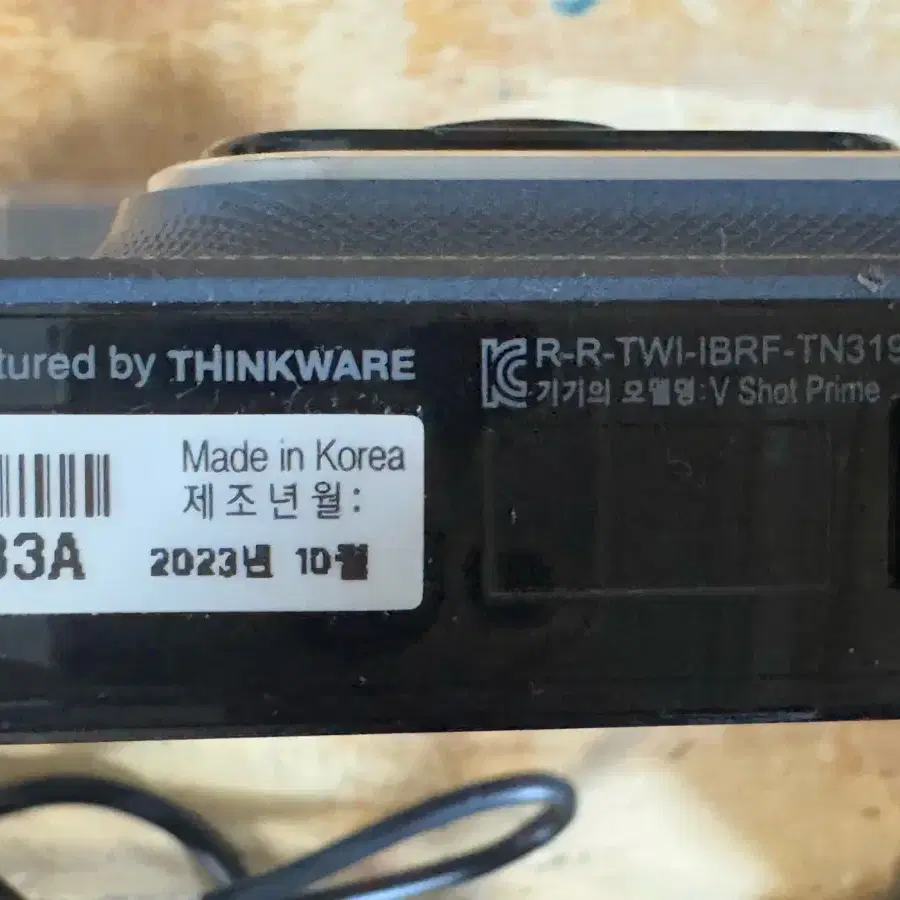 tured by THINKWARE
R-R-TWI-IBRF-TN319
기기의 모델명:V Shot Prime
Made in Korea
제조년월:
33A
2023년 10월